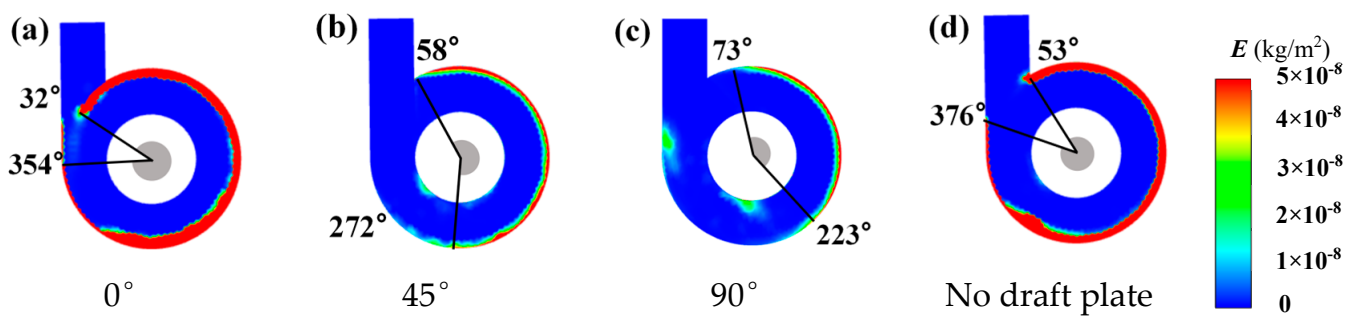 (a)
32°
354°
0°
(b)
58°
272°
45°
(c)
73°
223°
90°
(d)
53°
376°
No draft plate
E (kg/m²)
5×10⁻⁸
4×10⁻⁸
3×10⁻⁸
2×10⁻⁸
1×10⁻⁸
0